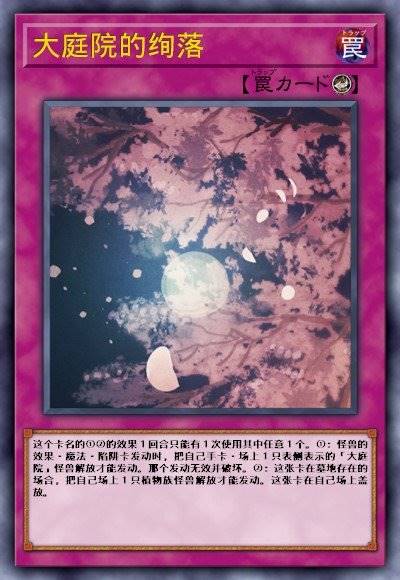 大庭院的绚落
トラップ
罠
トラップ
【罠カード】
这个卡名的①②的效果1回合只能有1次使用其中任意1个。①：怪兽
的效果·魔法·陷阱卡发动时，把自己手卡·场上1只表侧表示的「大庭
院」怪兽解放才能发动。那个发动无效并破坏。②：这张卡在墓地存在的
场合，把自己场上1只植物族怪兽解放才能发动。这张卡在自己场上盖
放。